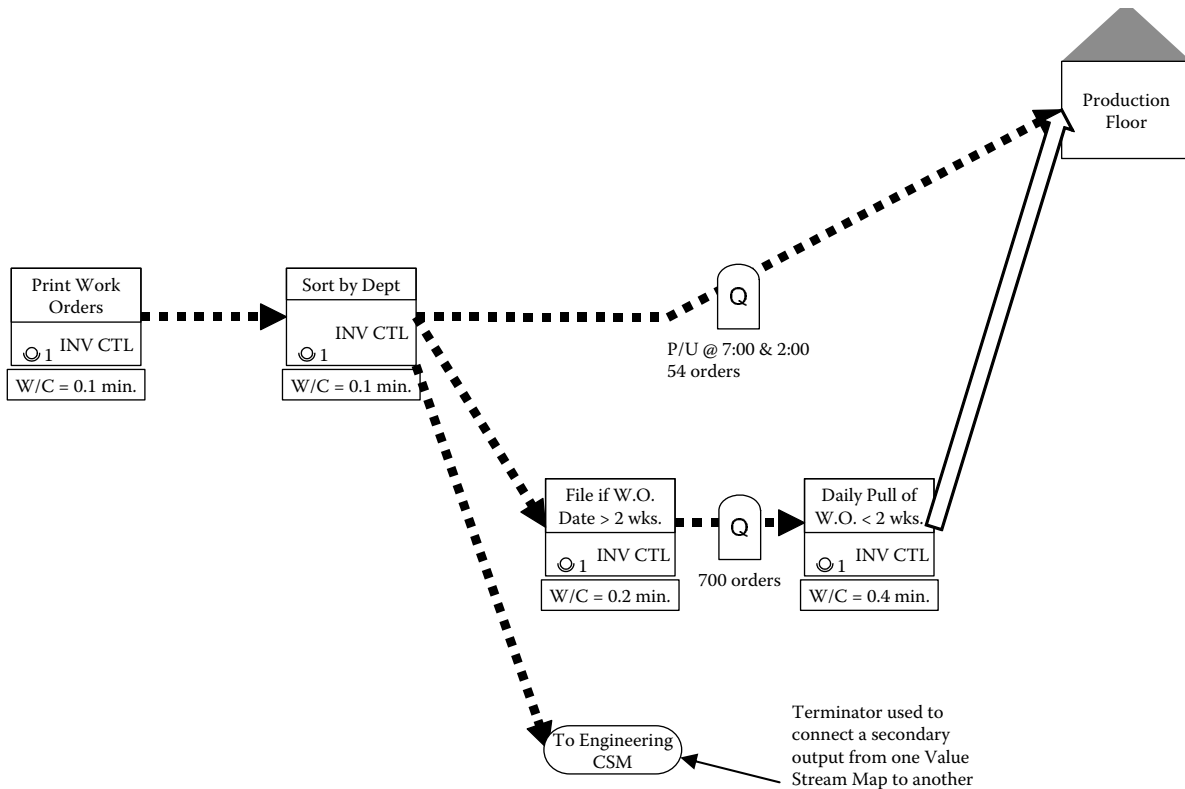 Production
Floor
Print Work
Orders
INV CTL
1
W/C = 0.1 min.
Sort by Dept
INV CTL
1
W/C = 0.1 min.
Q
P/U @ 7:00 & 2:00
54 orders
File if W.O.
Date > 2 wks.
INV CTL
1
W/C = 0.2 min.
Q
700 orders
Daily Pull of
W.O. < 2 wks.
INV CTL
1
W/C = 0.4 min.
To Engineering
CSM
Terminator used to
connect a secondary
output from one Value
Stream Map to another